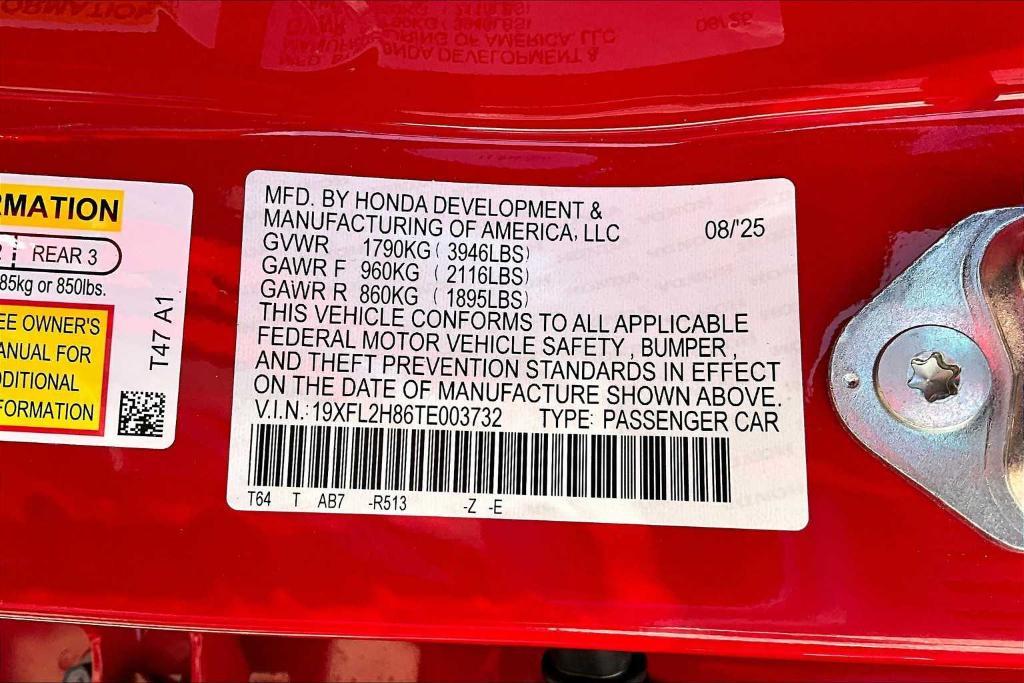 RMATION
REAR 3
85kg or 850lbs.
EE OWNER'S
ANUAL FOR
DDITIONAL
FORMATION
T47 A1
MFD. BY HONDA DEVELOPMENT &
MANUFACTURING OF AMERICA, LLC 08/'25
GVWR 1790KG ( 3946LBS)
GAWR F 960KG ( 2116LBS)
GAWR R 860KG ( 1895LBS)
THIS VEHICLE CONFORMS TO ALL APPLICABLE
FEDERAL MOTOR VEHICLE SAFETY , BUMPER ,
AND THEFT PREVENTION STANDARDS IN EFFECT
ON THE DATE OF MANUFACTURE SHOWN ABOVE.
V.I.N.: 19XFL2H86TE003732 TYPE: PASSENGER CAR
T64 T AB7 -R513 -Z -E